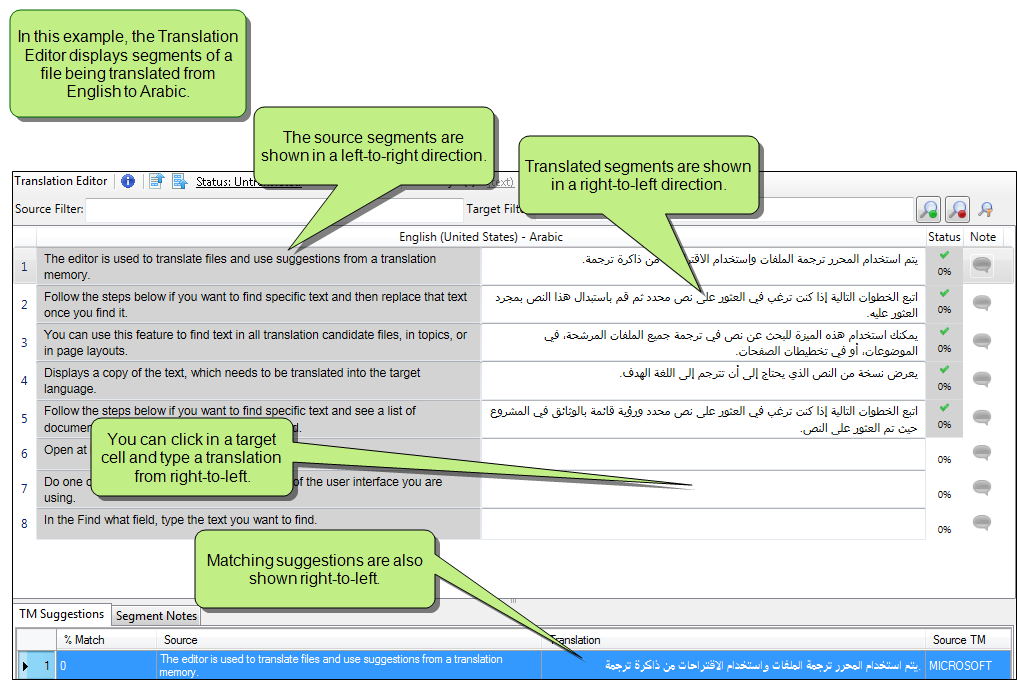 In this example, the Translation
Editor displays segments of a
file being translated from
English to Arabic.
The source segments are
shown in a left-to-right direction.
Translated segments are shown
in a right-to-left direction.
Translation Editor
Status:
Source Filter:
Target
English (United States) - Arabic
Status
Note
1
The editor is used to translate files and use suggestions from a translation
memory.
يتم استخدام المحرر ترجمة الملفات واستخدام من ذاكرة ترجمة.
0%
2
Follow the steps below if you want to find specific text and then replace that text
once you find it.
اتبع الخطوات التالية إذا كنت ترغب في العثور على نص محدد ثم قم باستبدال هذا النص بمجرد
العثور عليه.
0%
3
You can use this feature to find text in all translation candidate files, in topics, or
in page layouts.
يمكنك استخدام هذه الميزة للبحث عن نص في ترجمة جميع الملفات المرشحة، في
الموضوعات، أو في تخطيطات الصفحات.
0%
4
Displays a copy of the text, which needs to be translated into the target
language.
يعرض نسخة من النص الذي يحتاج إلى أن تترجم إلى اللغة الهدف.
0%
5
Follow the steps below if you want to find specific text and see a list of
اتبع الخطوات التالية إذا كنت ترغب في العثور على نص محدد ورؤية قائمة بالوثائق في المشروع
حيث تم العثور على النص.
0%
You can click in a target
cell and type a translation
from right-to-left.
6
Open at
0%
7
Do one of the user interface you are
using.
0%
8
In the Find what field, type the text you want to find.
0%
Matching suggestions are also
shown right-to-left.
TM Suggestions
Segment Notes
% Match
Source
Translation
Source TM
1
0
The editor is used to translate files and use suggestions from a translation
memory.
يتم استخدام المحرر ترجمة الملفات واستخدام الاقتراحات من ذاكرة ترجمة.
MICROSOFT